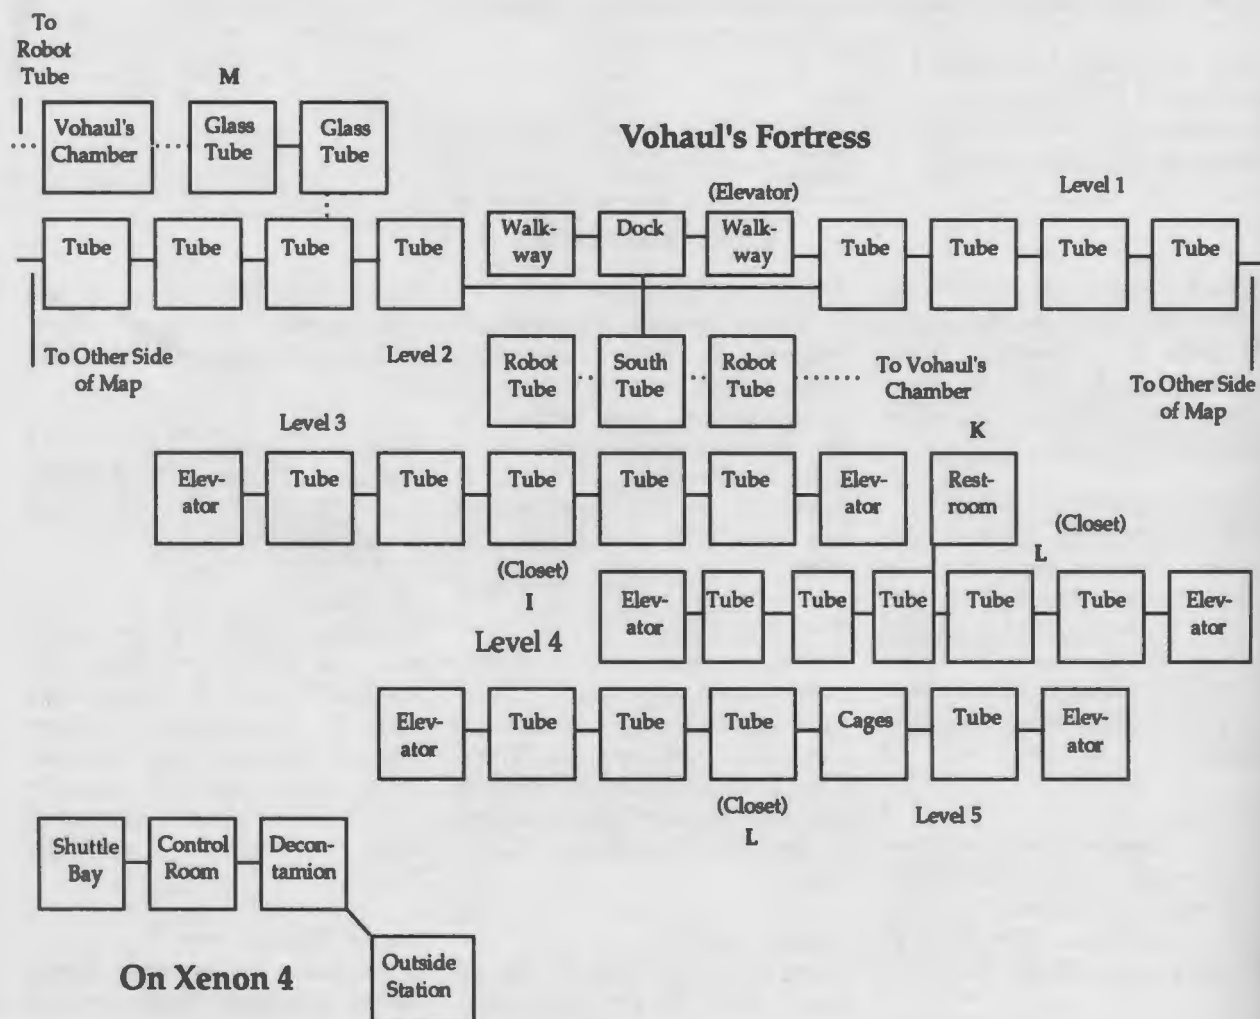 To
Robot
Tube
M
Vohaul's
Chamber
Glass
Tube
Glass
Tube
Vohaul's Fortress
Level 1
(Elevator)
Tube
Tube
Tube
Tube
Walk-
way
Dock
Walk-
way
Tube
Tube
Tube
Tube
To Other Side
of Map
Level 2
Robot
Tube
South
Tube
Robot
Tube
To Vohaul's
Chamber
To Other Side
of Map
Level 3
K
Elev-
ator
Tube
Tube
Tube
Tube
Tube
Elev-
ator
Rest-
room
(Closet)
L
(Closet)
I
Level 4
Elev-
ator
Tube
Tube
Tube
Tube
Tube
Elev-
ator
Elev-
ator
Tube
Tube
Tube
Cages
Tube
Elev-
ator
(Closet)
L
Level 5
Shuttle
Bay
Control
Room
Decon-
tamion
On Xenon 4
Outside
Station